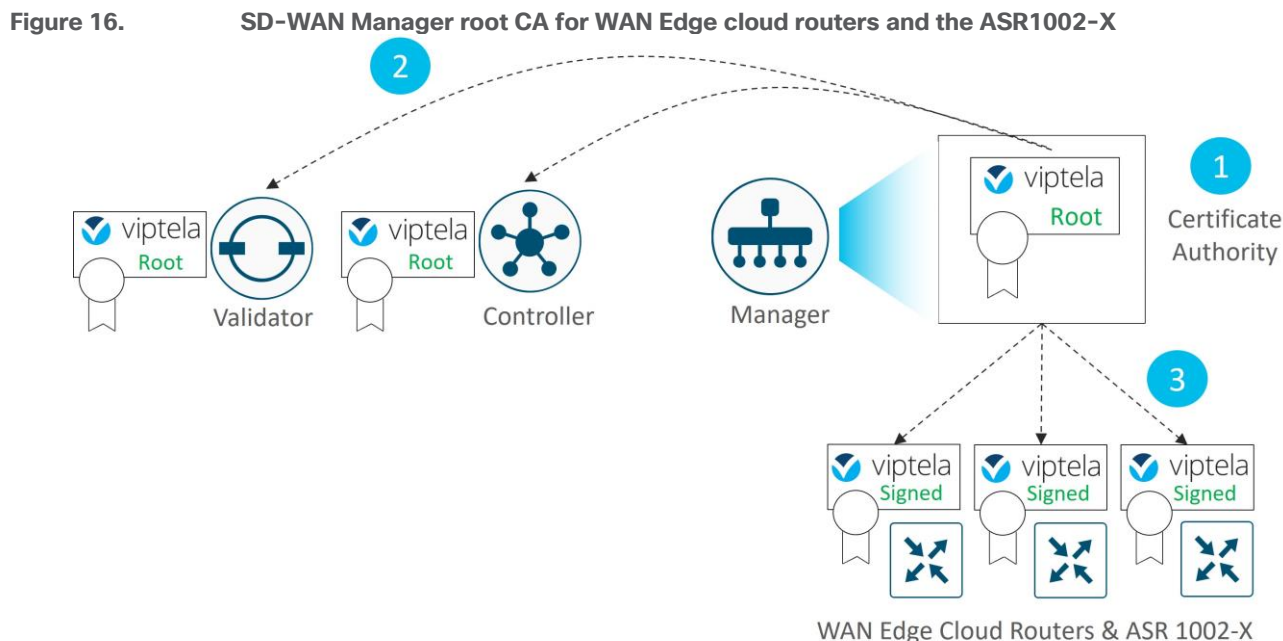 Figure 16. SD-WAN Manager root CA for WAN Edge cloud routers and the ASR1002-X
2
viptela
Root
Validator
viptela
Root
Controller
Manager
viptela
Root
1
Certificate
Authority
3
viptela
Signed
viptela
Signed
viptela
Signed
WAN Edge Cloud Routers & ASR 1002-X